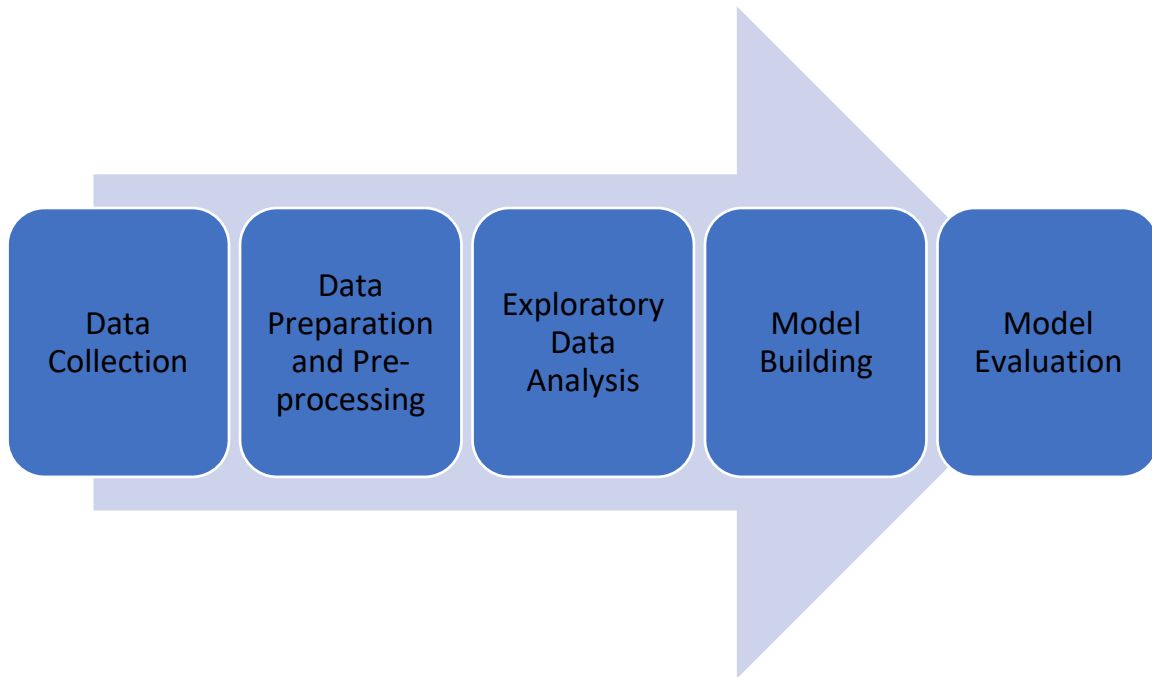 Data
Collection
Data
Preparation
and Pre-
processing
Exploratory
Data
Analysis
Model
Building
Model
Evaluation